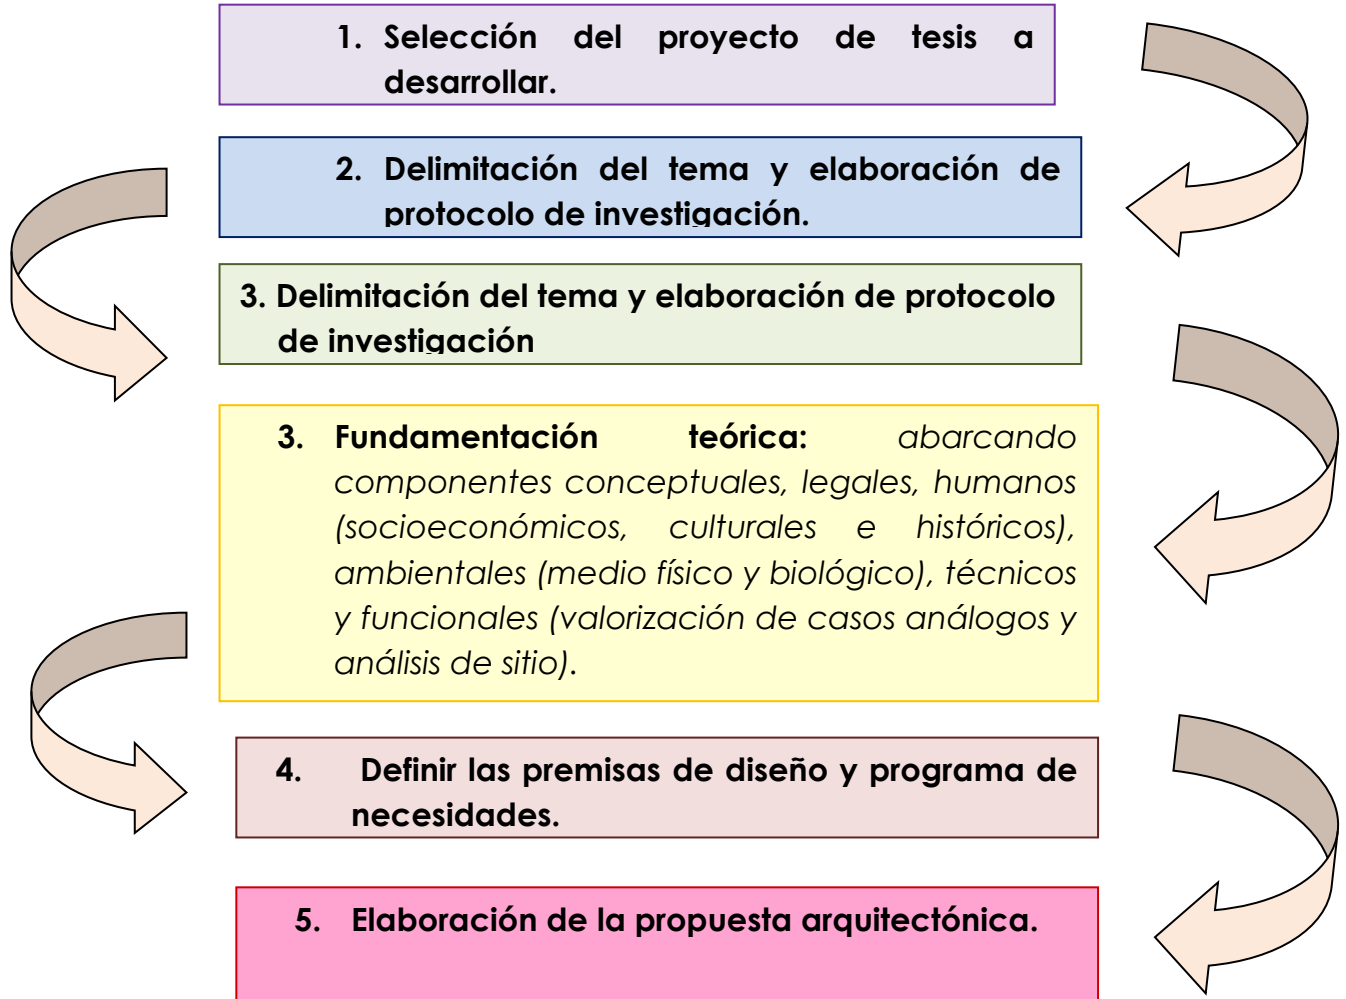 1. Selección del proyecto de tesis a
desarrollar.
2. Delimitación del tema y elaboración de
protocolo de investigación.
3. Delimitación del tema y elaboración de protocolo
de investigación
3. Fundamentación teórica: abarcando
componentes conceptuales, legales, humanos
(socioeconómicos, culturales e históricos),
ambientales (medio físico y biológico), técnicos
y funcionales (valorización de casos análogos y
análisis de sitio).
4. Definir las premisas de diseño y programa de
necesidades.
5. Elaboración de la propuesta arquitectónica.